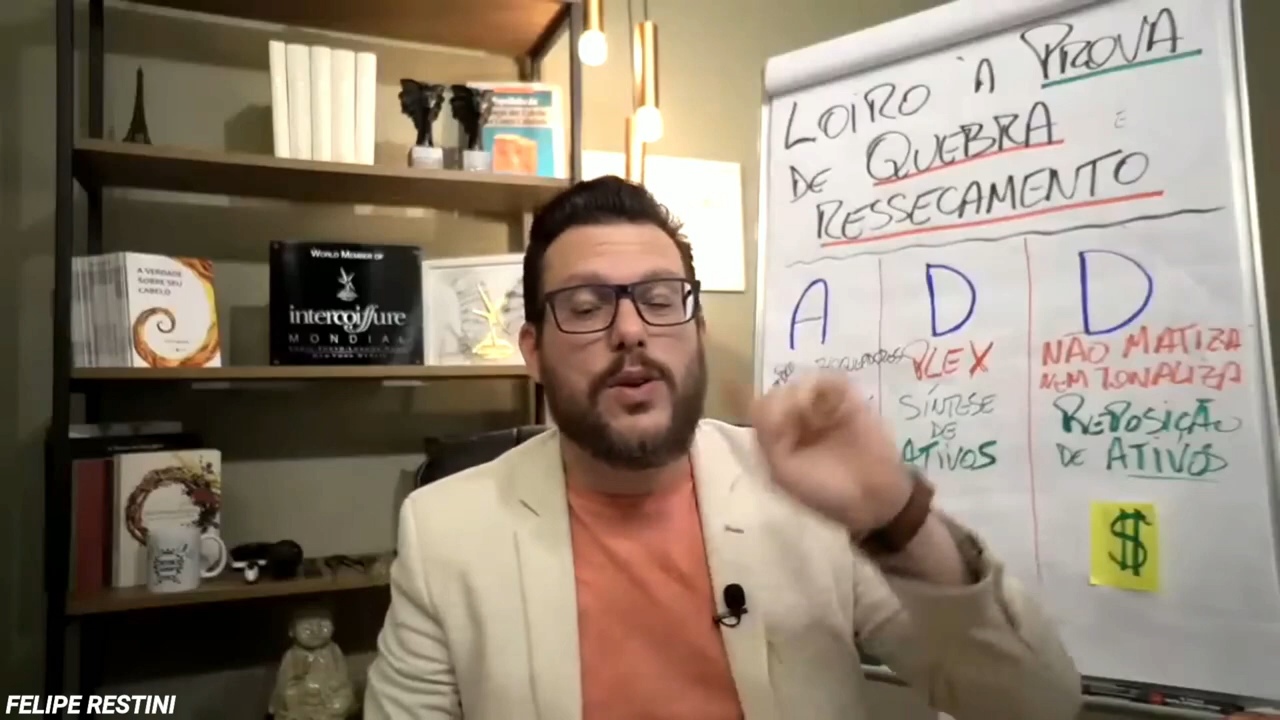 LOIRO À PROVA
DE QUEBRA E
RESSECAMENTO
A
D
D
PLEX
SÍNTESE
DE
ATIVOS
NÃO MATIZA
NEM TONALIZA
REPOSIÇÃO
DE ATIVOS
$
A VERDADE
SOBRE SEU
CABELO
WORLD MEMBER OF
intercoiffure
MONDIAL
FELIPE RESTINI